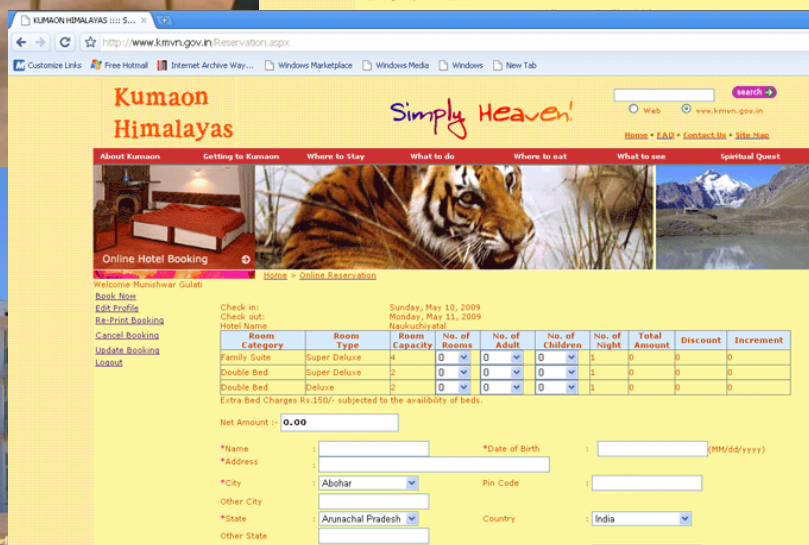 KUMAON HIMALAYAS :::: S...
http://www.kmvn.gov.in/Reservation.aspx
Customize Links Free Hotmail Internet Archive Way... Windows Marketplace Windows Media Windows New Tab
Kumaon
Himalayas
Simply Heaven!
search
Web www.kmvn.gov.in
Home • FAQ • Contact Us • Site Map
About Kumaon Getting to Kumaon Where to Stay What to do Where to eat What to see Spiritual Quest
Online Hotel Booking
Home > Online Reservation
Welcome Munishwar Gulati
Book Now
Edit Profile
Re-Print Booking
Cancel Booking
Update Booking
Logout
Check in: Sunday, May 10, 2009
Check out: Monday, May 11, 2009
Hotel Name Naukuchiyatal
Room Category Room Type Room Capacity No. of Rooms No. of Adult No. of Children No. of Night Total Amount Discount Increment
Family Suite Super Deluxe 4 0 0 0 1 0 0 0
Double Bed Super Deluxe 2 0 0 0 1 0 0 0
Double Bed Deluxe 2 0 0 0 1 0 0 0
Extra Bed Charges Rs.150/- subjected to the availibility of beds.
Net Amount :- 0.00
*Name : *Date of Birth : (MM/dd/yyyy)
*Address :
*City : Abohar Pin Code :
Other City
*State : Arunachal Pradesh Country : India
Other State